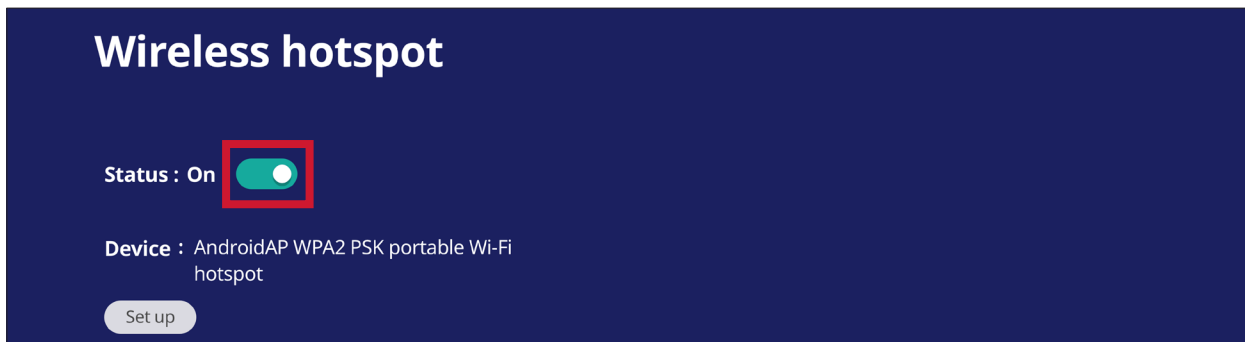 Wireless hotspot
Status : On
Device : AndroidAP WPA2 PSK portable Wi-Fi
hotspot
Set up